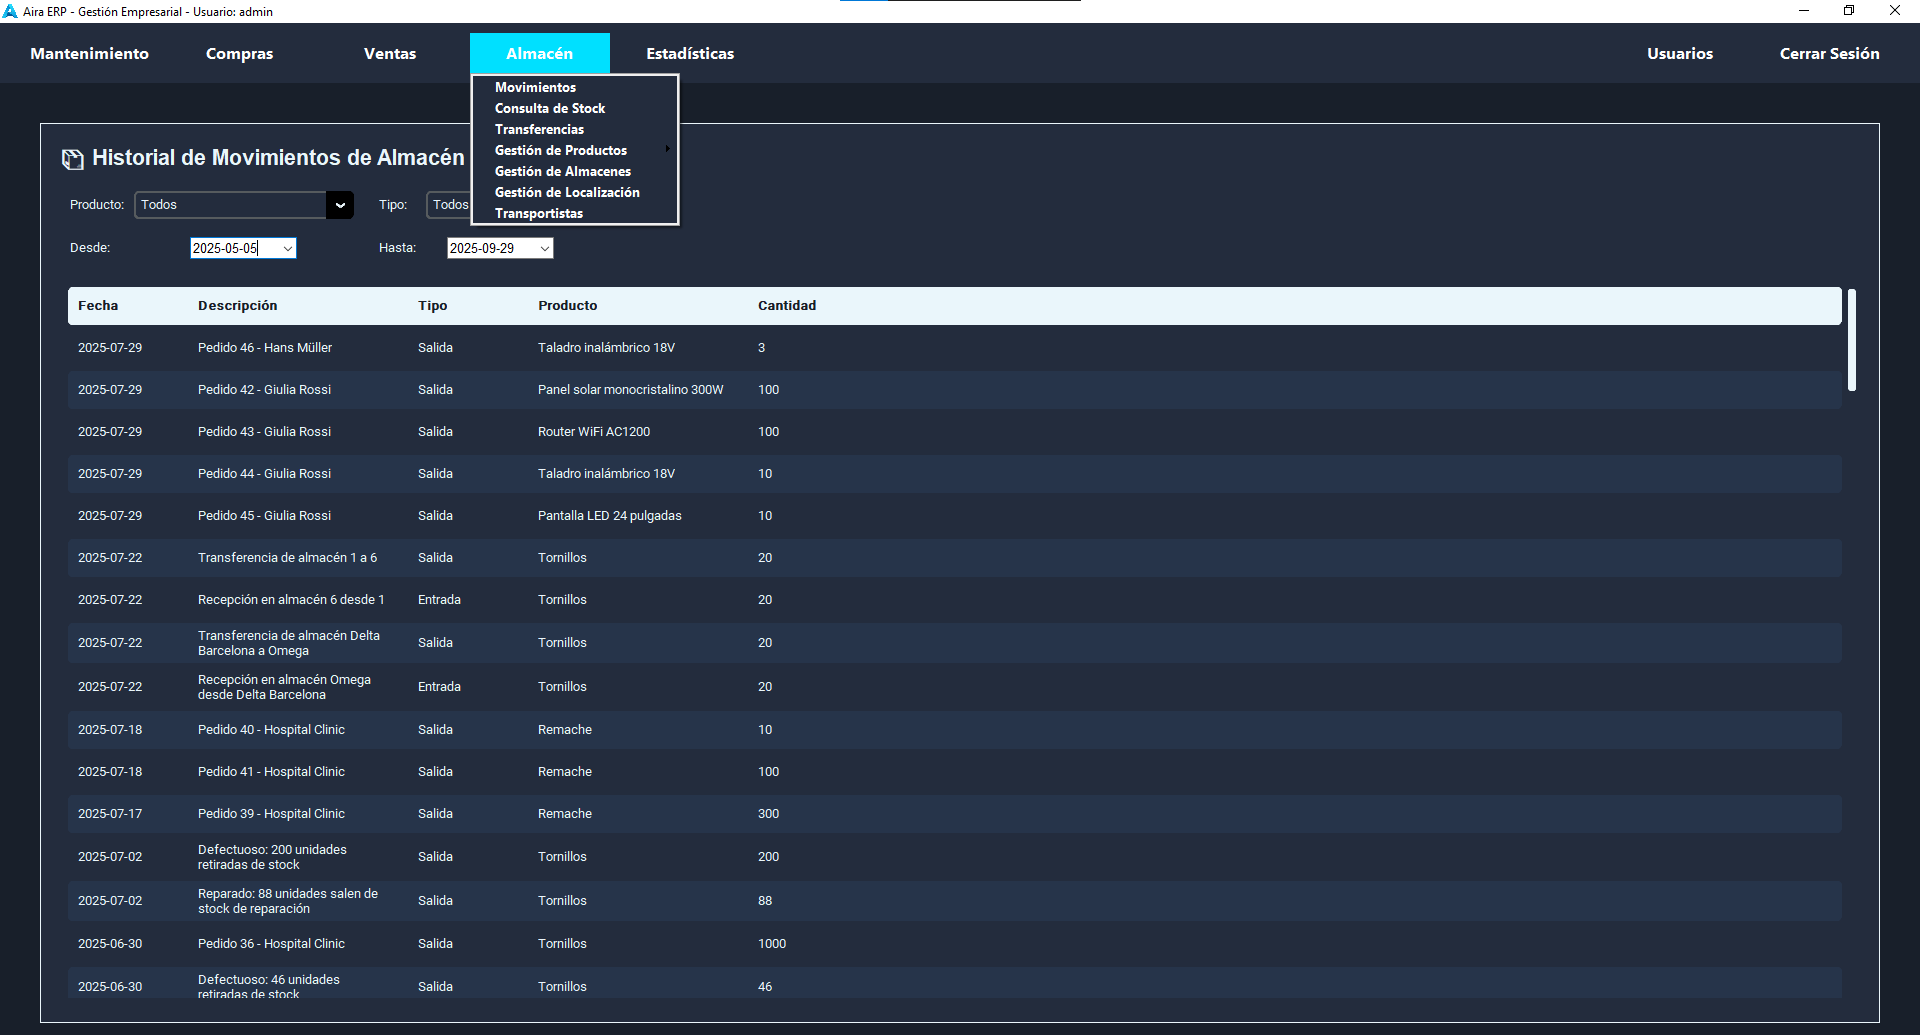 Aira ERP - Gestión Empresarial - Usuario: admin
Mantenimiento Compras Ventas Almacén Estadísticas Usuarios Cerrar Sesión
Movimientos
Consulta de Stock
Transferencias
Gestión de Productos
Gestión de Almacenes
Gestión de Localización
Transportistas
Historial de Movimientos de Almacén
Producto: Todos Tipo: Todos
Desde: 2025-05-05 Hasta: 2025-09-29
Fecha Descripción Tipo Producto Cantidad
2025-07-29 Pedido 46 - Hans Müller Salida Taladro inalámbrico 18V 3
2025-07-29 Pedido 42 - Giulia Rossi Salida Panel solar monocristalino 300W 100
2025-07-29 Pedido 43 - Giulia Rossi Salida Router WiFi AC1200 100
2025-07-29 Pedido 44 - Giulia Rossi Salida Taladro inalámbrico 18V 10
2025-07-29 Pedido 45 - Giulia Rossi Salida Pantalla LED 24 pulgadas 10
2025-07-22 Transferencia de almacén 1 a 6 Salida Tornillos 20
2025-07-22 Recepción en almacén 6 desde 1 Entrada Tornillos 20
2025-07-22 Transferencia de almacén Delta Barcelona a Omega Salida Tornillos 20
2025-07-22 Recepción en almacén Omega desde Delta Barcelona Entrada Tornillos 20
2025-07-18 Pedido 40 - Hospital Clinic Salida Remache 10
2025-07-18 Pedido 41 - Hospital Clinic Salida Remache 100
2025-07-17 Pedido 39 - Hospital Clinic Salida Remache 300
2025-07-02 Defectuoso: 200 unidades retiradas de stock Salida Tornillos 200
2025-07-02 Reparado: 88 unidades salen de stock de reparación Salida Tornillos 88
2025-06-30 Pedido 36 - Hospital Clinic Salida Tornillos 1000
2025-06-30 Defectuoso: 46 unidades retiradas de stock Salida Tornillos 46